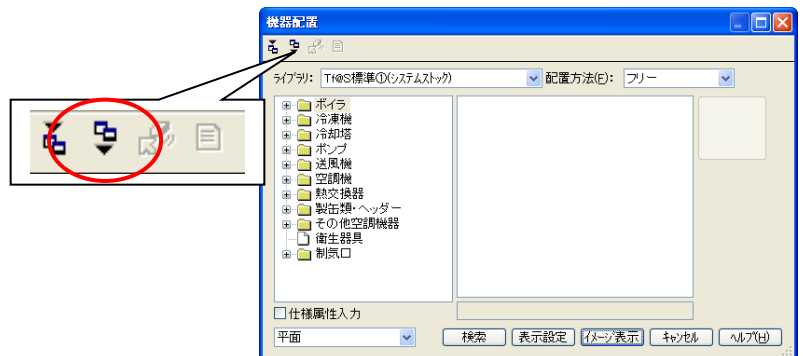 機器配置
ライブラリ: Tf@S標準①(システムストック) 配置方法(F): フリー
ボイラ
冷凍機
冷却塔
ポンプ
送風機
空調機
熱交換器
製缶類・ヘッダー
その他空調機器
衛生器具
制気口
仕様属性入力
平面 検索 表示設定 イメージ表示 キャンセル ヘルプ(H)